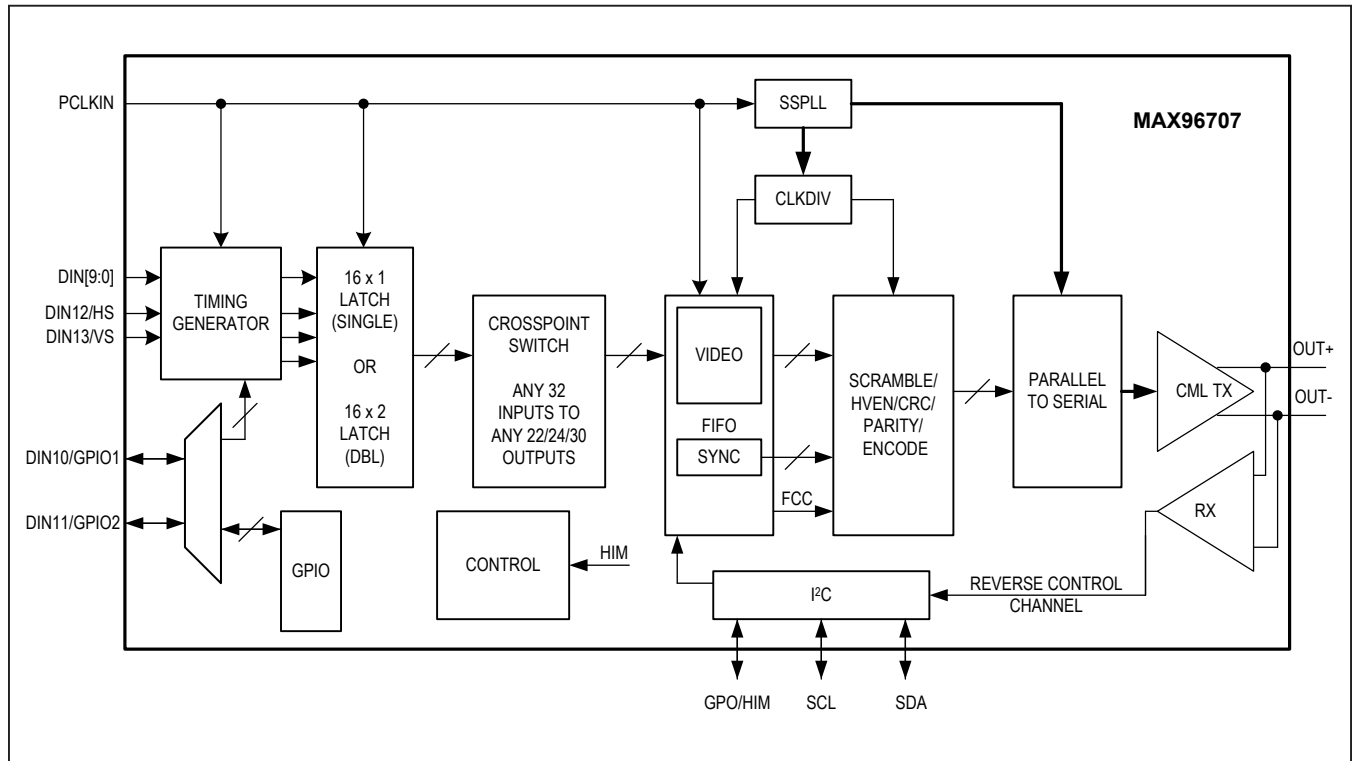 PCLKIN
SSPLL
MAX96707
CLKDIV
DIN[9:0]
DIN12/HS
DIN13/VS
TIMING
GENERATOR
16 x 1
LATCH
(SINGLE)
OR
16 x 2
LATCH
(DBL)
CROSSPOINT
SWITCH
ANY 32
INPUTS TO
ANY 22/24/30
OUTPUTS
VIDEO
FIFO
SYNC
FCC
SCRAMBLE/
HVEN/CRC/
PARITY/
ENCODE
PARALLEL
TO SERIAL
CML TX
OUT+
OUT-
RX
DIN10/GPIO1
DIN11/GPIO2
GPIO
CONTROL
HIM
I²C
REVERSE CONTROL
CHANNEL
GPO/HIM
SCL
SDA